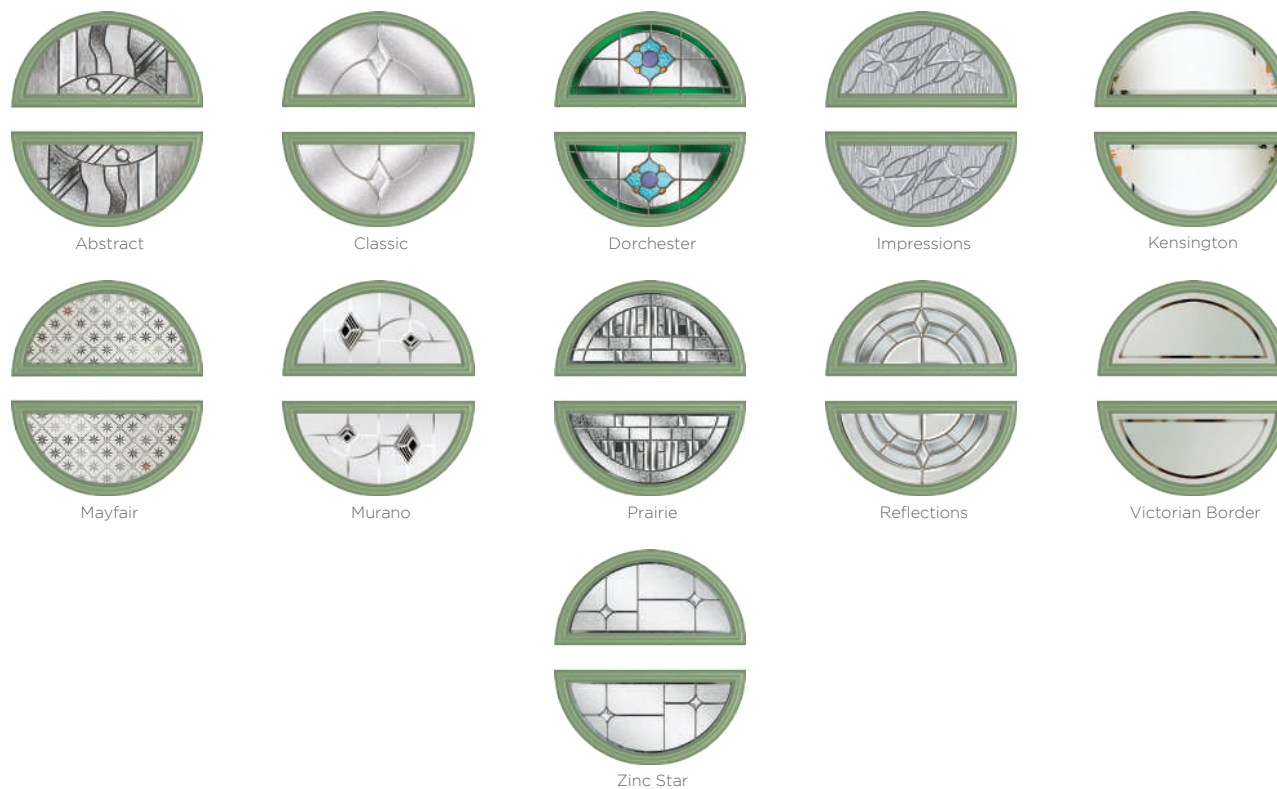 Abstract
Classic
Dorchester
Impressions
Kensington
Mayfair
Murano
Prairie
Reflections
Victorian Border
Zinc Star